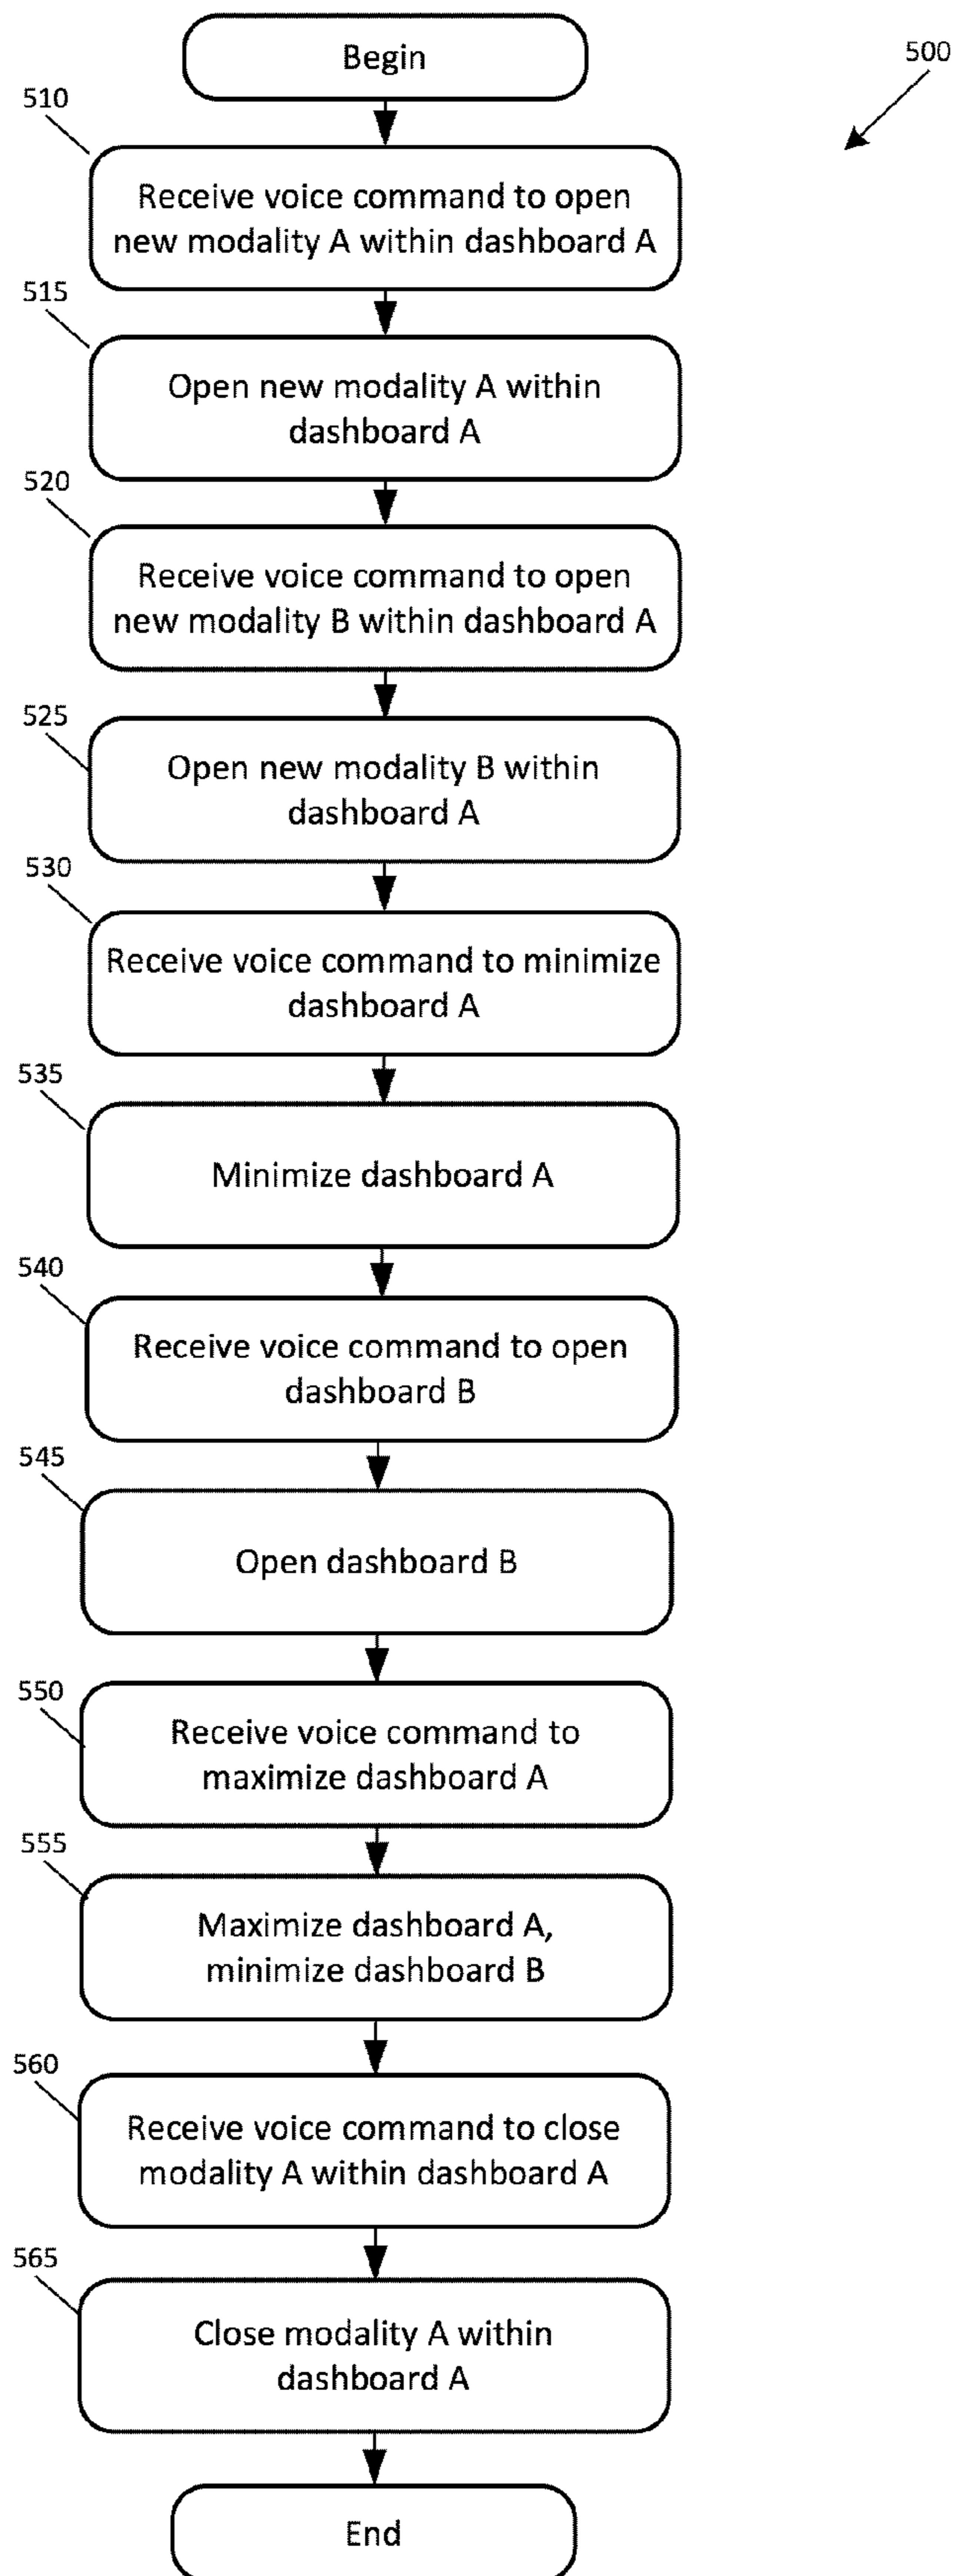 Begin
500
510
Receive voice command to open
new modality A within dashboard A
515
Open new modality A within
dashboard A
520
Receive voice command to open
new modality B within dashboard A
525
Open new modality B within
dashboard A
530
Receive voice command to minimize
dashboard A
535
Minimize dashboard A
540
Receive voice command to open
dashboard B
545
Open dashboard B
550
Receive voice command to
maximize dashboard A
555
Maximize dashboard A,
minimize dashboard B
560
Receive voice command to close
modality A within dashboard A
565
Close modality A within
dashboard A
End